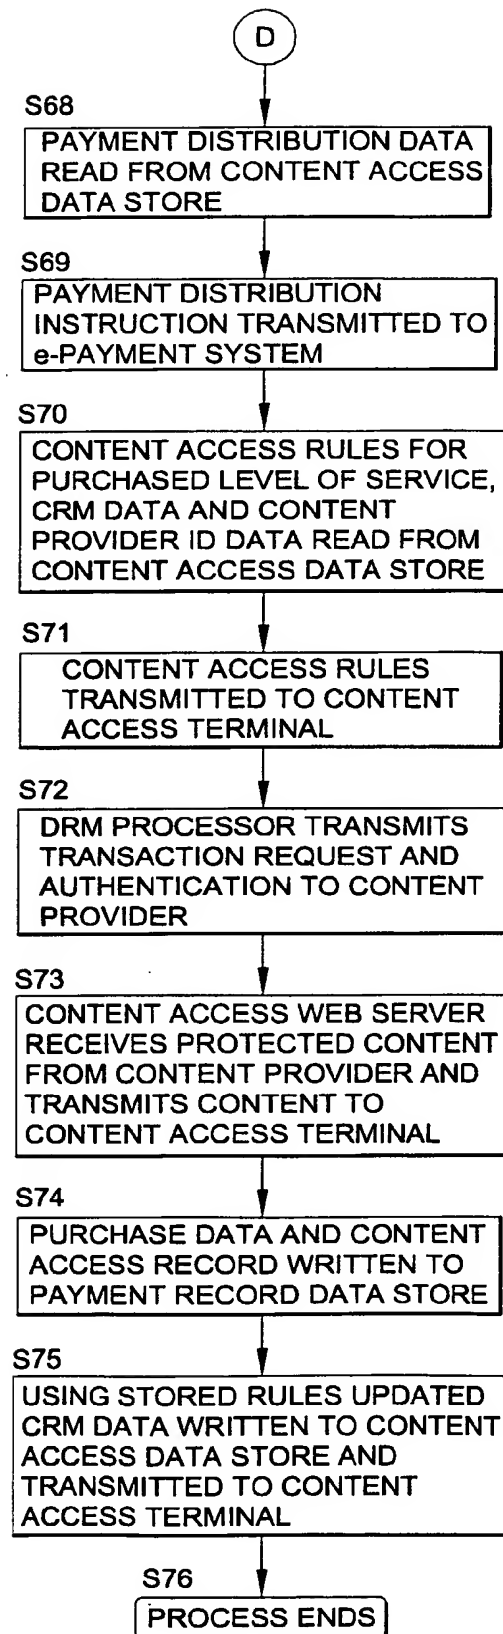 D
S68
PAYMENT DISTRIBUTION DATA
READ FROM CONTENT ACCESS
DATA STORE
S69
PAYMENT DISTRIBUTION
INSTRUCTION TRANSMITTED TO
e-PAYMENT SYSTEM
S70
CONTENT ACCESS RULES FOR
PURCHASED LEVEL OF SERVICE,
CRM DATA AND CONTENT
PROVIDER ID DATA READ FROM
CONTENT ACCESS DATA STORE
S71
CONTENT ACCESS RULES
TRANSMITTED TO CONTENT
ACCESS TERMINAL
S72
DRM PROCESSOR TRANSMITS
TRANSACTION REQUEST AND
AUTHENTICATION TO CONTENT
PROVIDER
S73
CONTENT ACCESS WEB SERVER
RECEIVES PROTECTED CONTENT
FROM CONTENT PROVIDER AND
TRANSMITS CONTENT TO
CONTENT ACCESS TERMINAL
S74
PURCHASE DATA AND CONTENT
ACCESS RECORD WRITTEN TO
PAYMENT RECORD DATA STORE
S75
USING STORED RULES UPDATED
CRM DATA WRITTEN TO CONTENT
ACCESS DATA STORE AND
TRANSMITTED TO CONTENT
ACCESS TERMINAL
S76
PROCESS ENDS